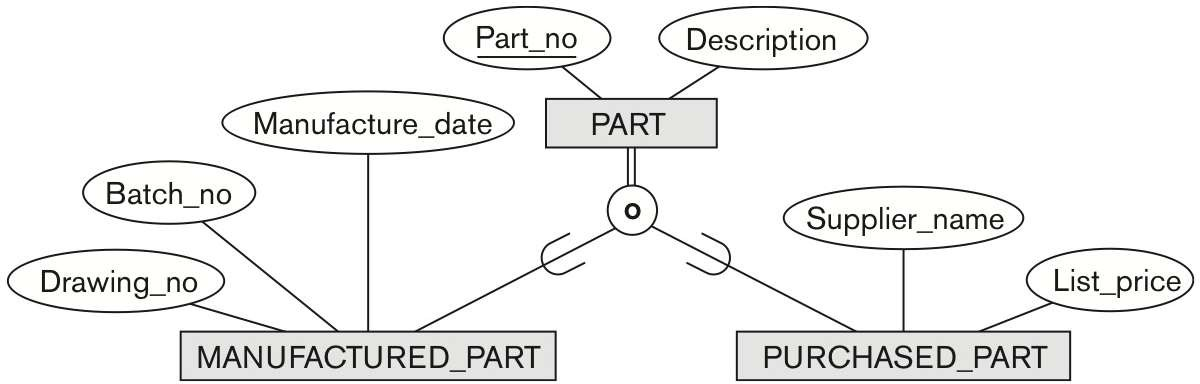 Part_no
Description
PART
Manufacture_date
Batch_no
Drawing_no
o
Supplier_name
List_price
MANUFACTURED_PART
PURCHASED_PART